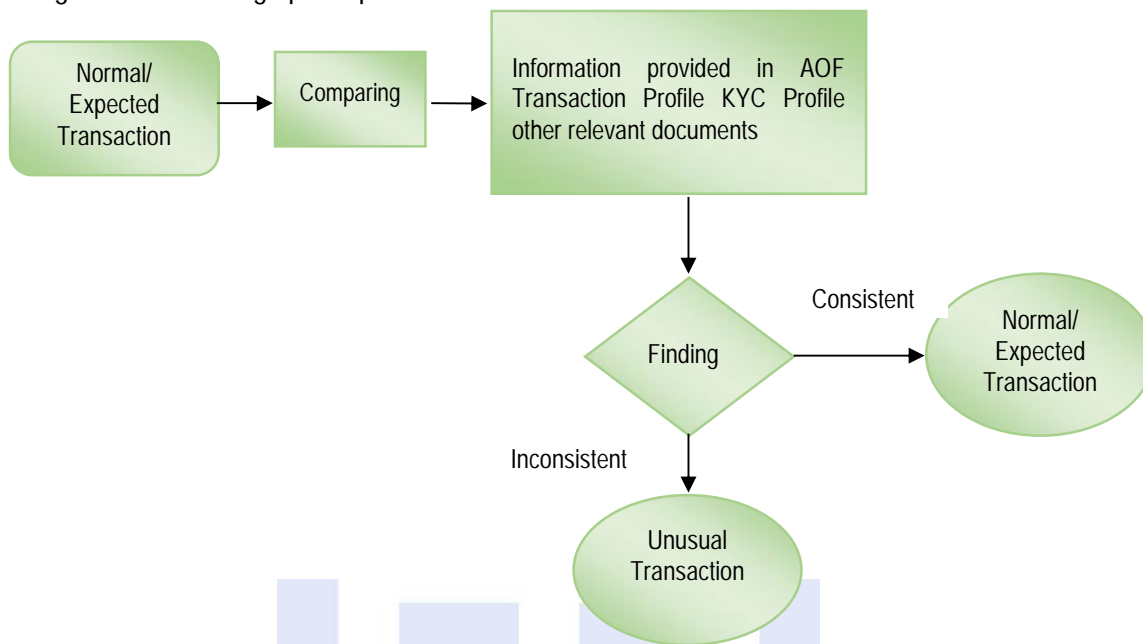 Normal/
Expected
Transaction
Comparing
Information provided in AOF
Transaction Profile KYC Profile
other relevant documents
Finding
Consistent
Normal/
Expected
Transaction
Inconsistent
Unusual
Transaction